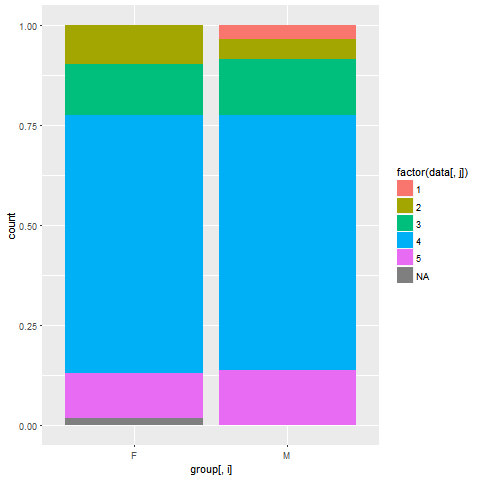 1.00
0.75
0.50
0.25
0.00
count
F M
group[, i]
factor(data[, j])
1
2
3
4
5
NA